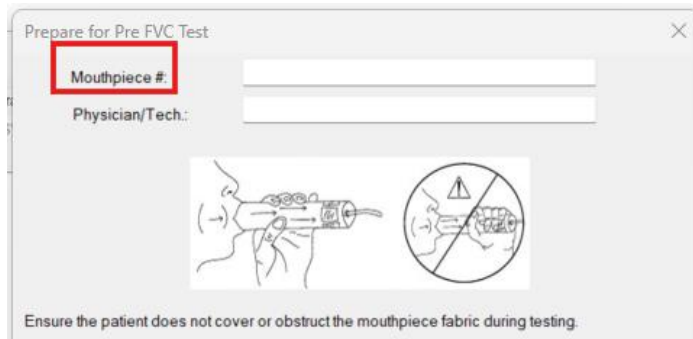 Prepare for Pre FVC Test
Mouthpiece #:
Physician/Tech.:
Ensure the patient does not cover or obstruct the mouthpiece fabric during testing.